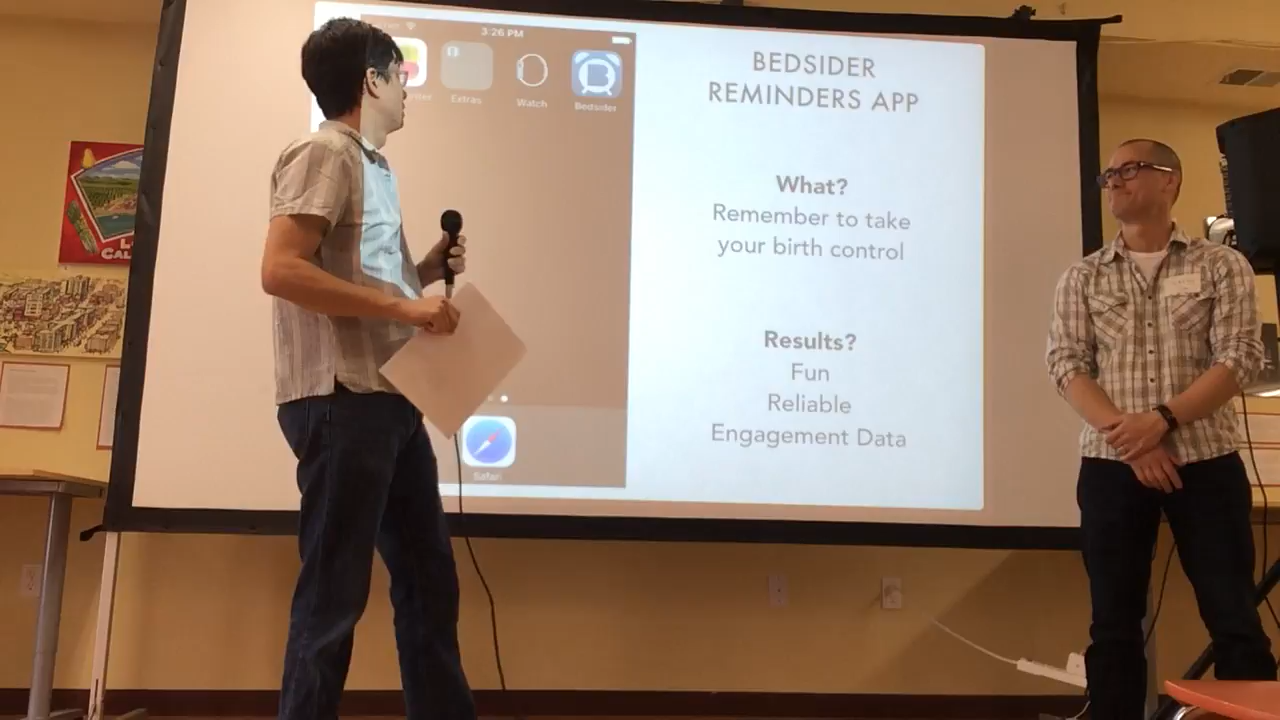 3:26 PM
Extras
Watch
Bedsider
Safari
BEDSIDER
REMINDERS APP
What?
Remember to take
your birth control
Results?
Fun
Reliable
Engagement Data